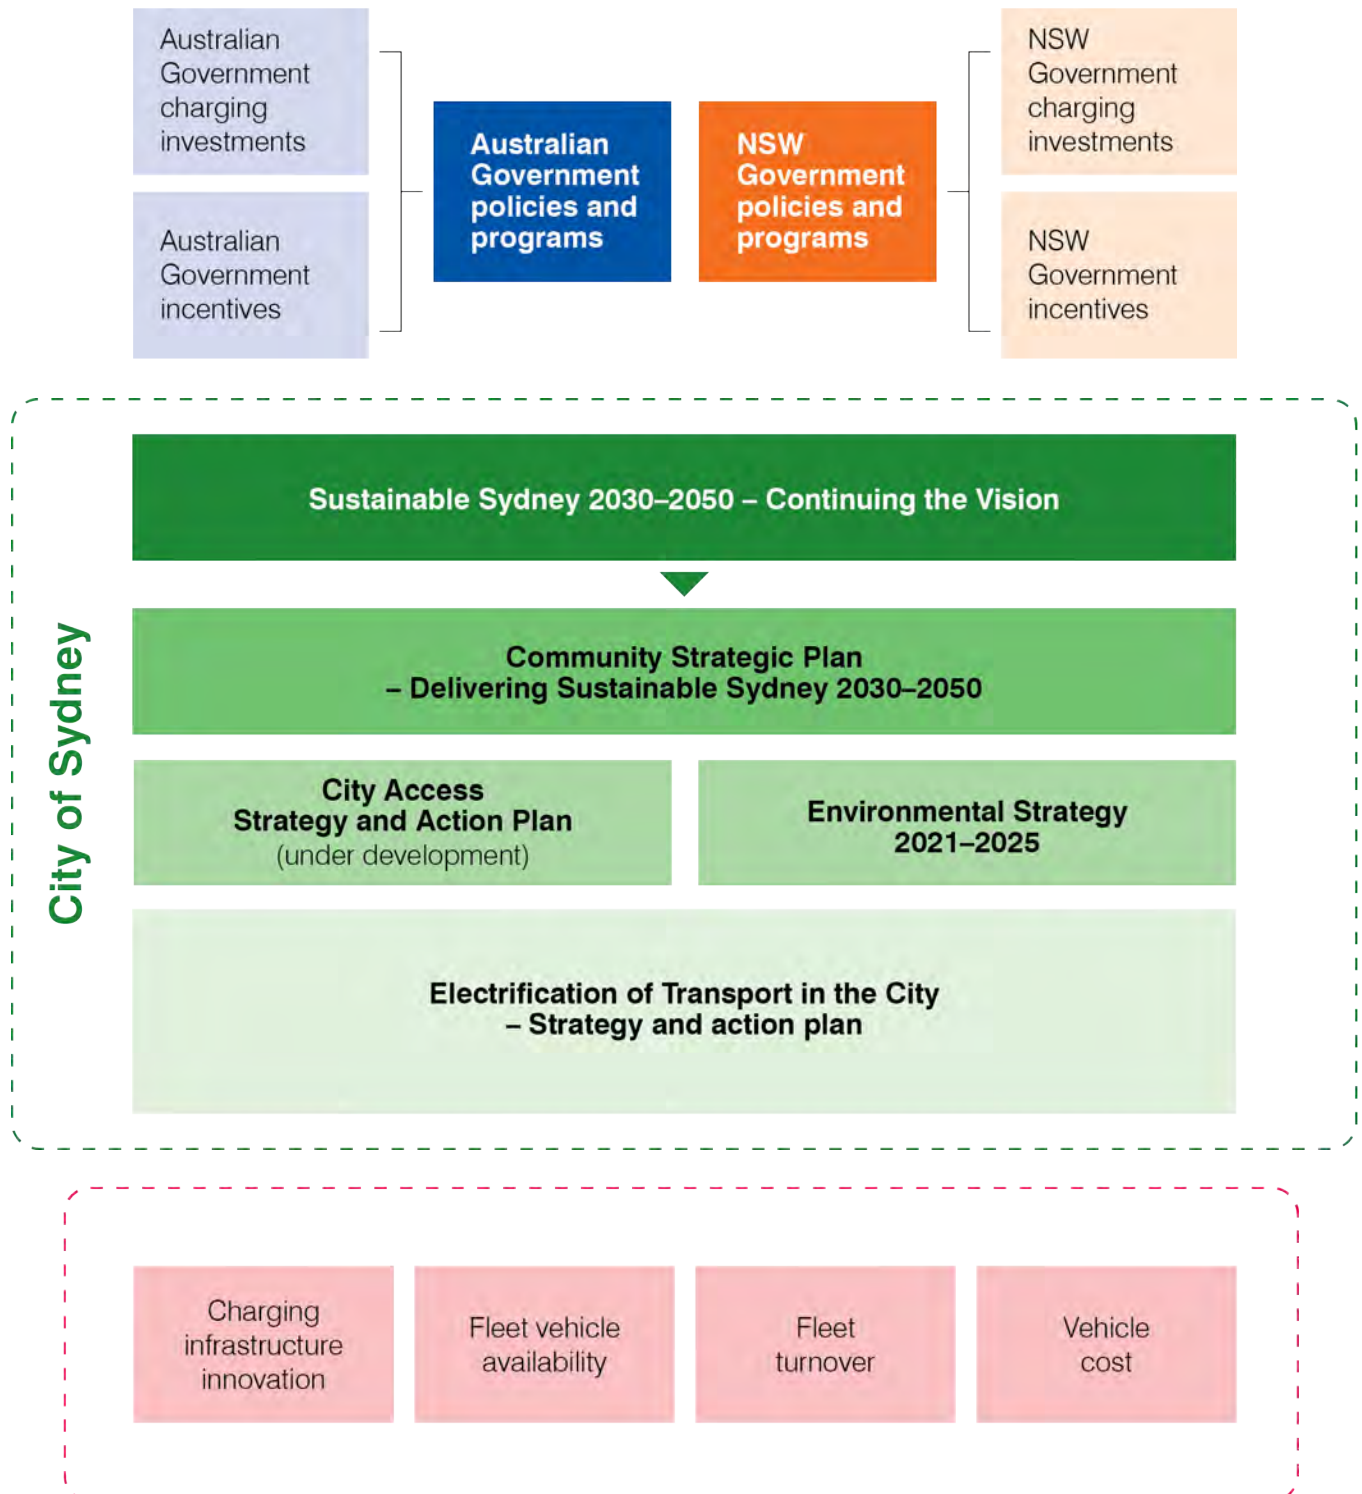 Australian
Government
charging
investments
Australian
Government
incentives
Australian
Government
policies and
programs
NSW
Government
policies and
programs
NSW
Government
charging
investments
NSW
Government
incentives
City of Sydney
Sustainable Sydney 2030–2050 – Continuing the Vision
Community Strategic Plan
– Delivering Sustainable Sydney 2030–2050
City Access
Strategy and Action Plan
(under development)
Environmental Strategy
2021–2025
Electrification of Transport in the City
– Strategy and action plan
Charging
infrastructure
innovation
Fleet vehicle
availability
Fleet
turnover
Vehicle
cost